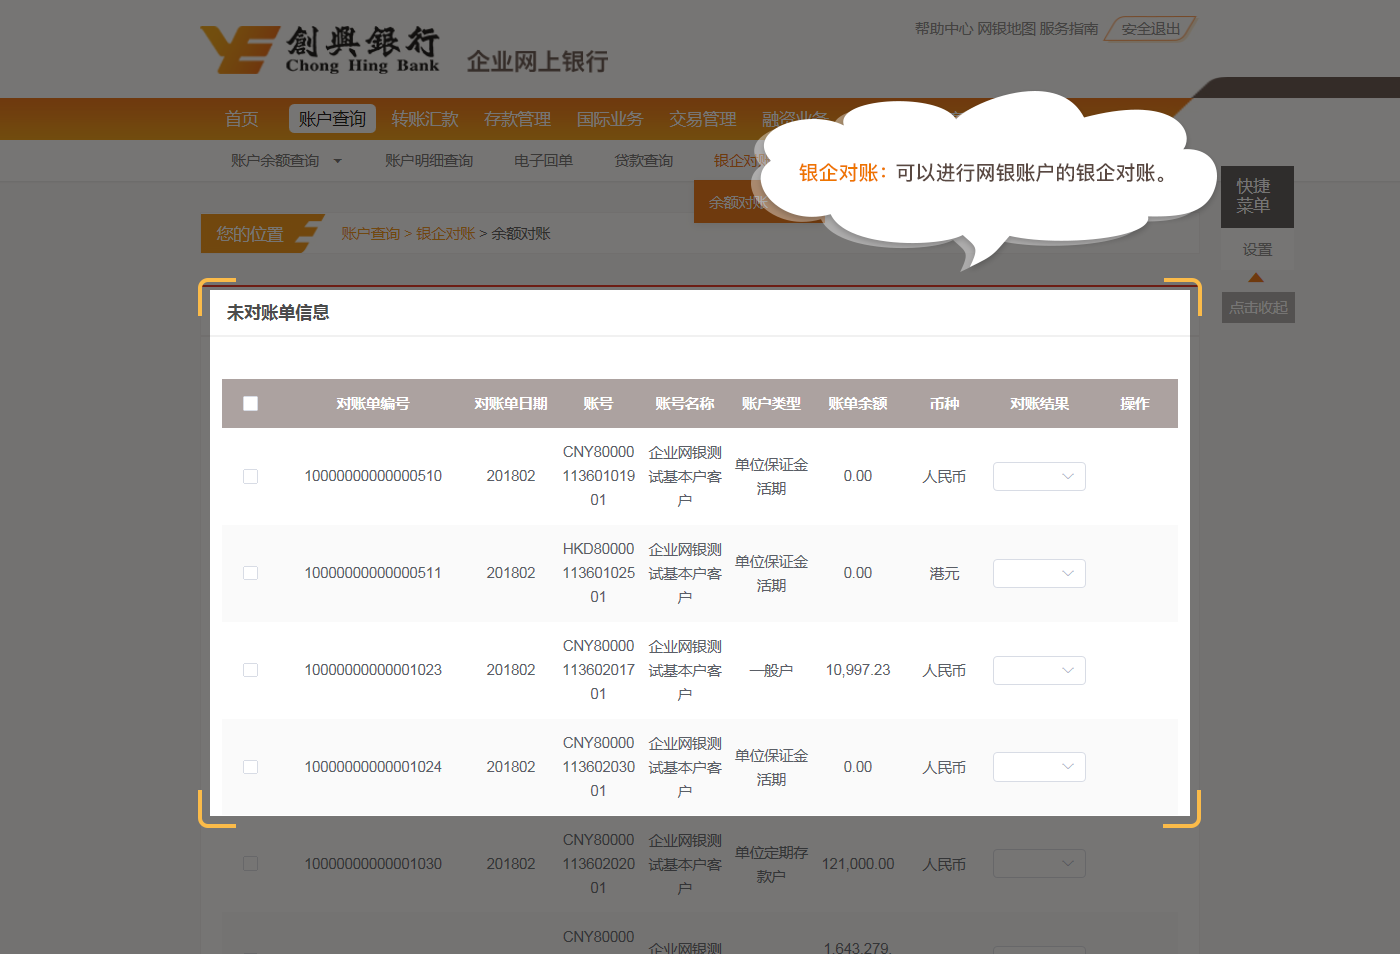 創興銀行
Chong Hing Bank
企业网上银行
帮助中心 网银地图 服务指南 安全退出
首页 账户查询 转账汇款 存款管理 国际业务 交易管理 融资业务
账户余额查询 账户明细查询 电子回单 贷款查询 银企对账
余额对账
银企对账：可以进行网银账户的银企对账。
快捷
菜单
设置
点击收起
您的位置 账户查询 > 银企对账 > 余额对账
未对账单信息
对账单编号 对账单日期 账号 账号名称 账户类型 账单余额 币种 对账结果 操作
10000000000000510 201802 CNY80000
113601019
01 企业网银测
试基本户客
户 单位保证金
活期 0.00 人民币
10000000000000511 201802 HKD80000
113601025
01 企业网银测
试基本户客
户 单位保证金
活期 0.00 港元
10000000000001023 201802 CNY80000
113602017
01 企业网银测
试基本户客
户 一般户 10,997.23 人民币
10000000000001024 201802 CNY80000
113602030
01 企业网银测
试基本户客
户 单位保证金
活期 0.00 人民币
10000000000001030 201802 CNY80000
113602020
01 企业网银测
试基本户客
户 单位定期存
款户 121,000.00 人民币
CNY80000
企业网银测 1,643,279.